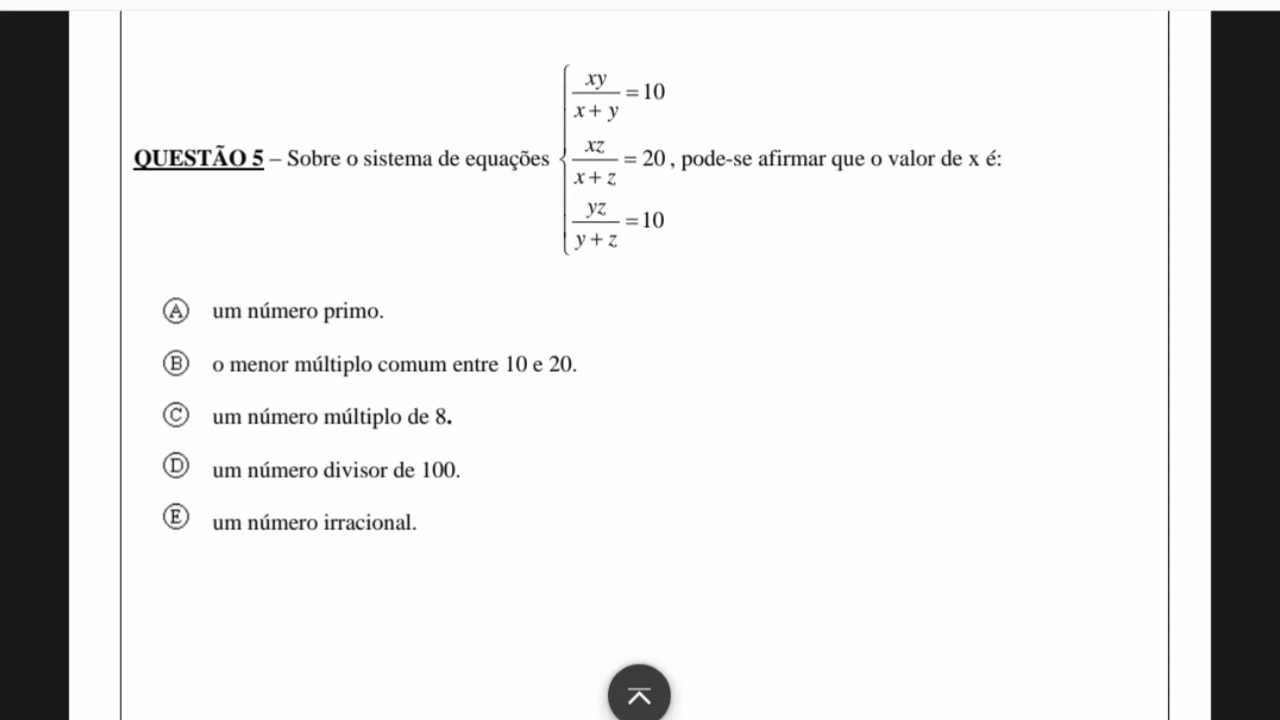 xy
x + y = 10
QUESTÃO 5 – Sobre o sistema de equações xz
x + z = 20 , pode-se afirmar que o valor de x é:
yz
y + z = 10
A um número primo.
B o menor múltiplo comum entre 10 e 20.
C um número múltiplo de 8.
D um número divisor de 100.
E um número irracional.